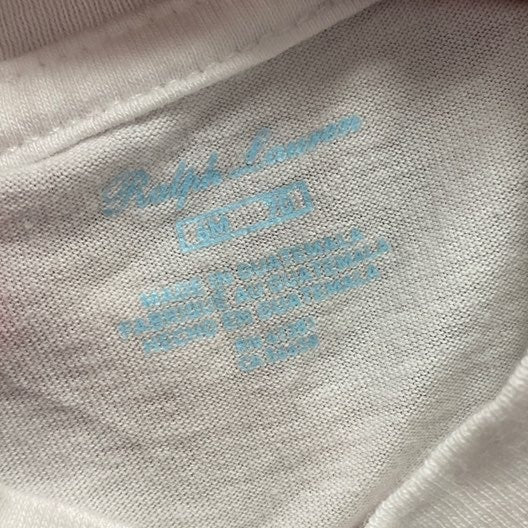 Ralph Lauren
6M
MADE IN GUATEMALA
FABRIQUÉ AU GUATEMALA
HECHO EN GUATEMALA